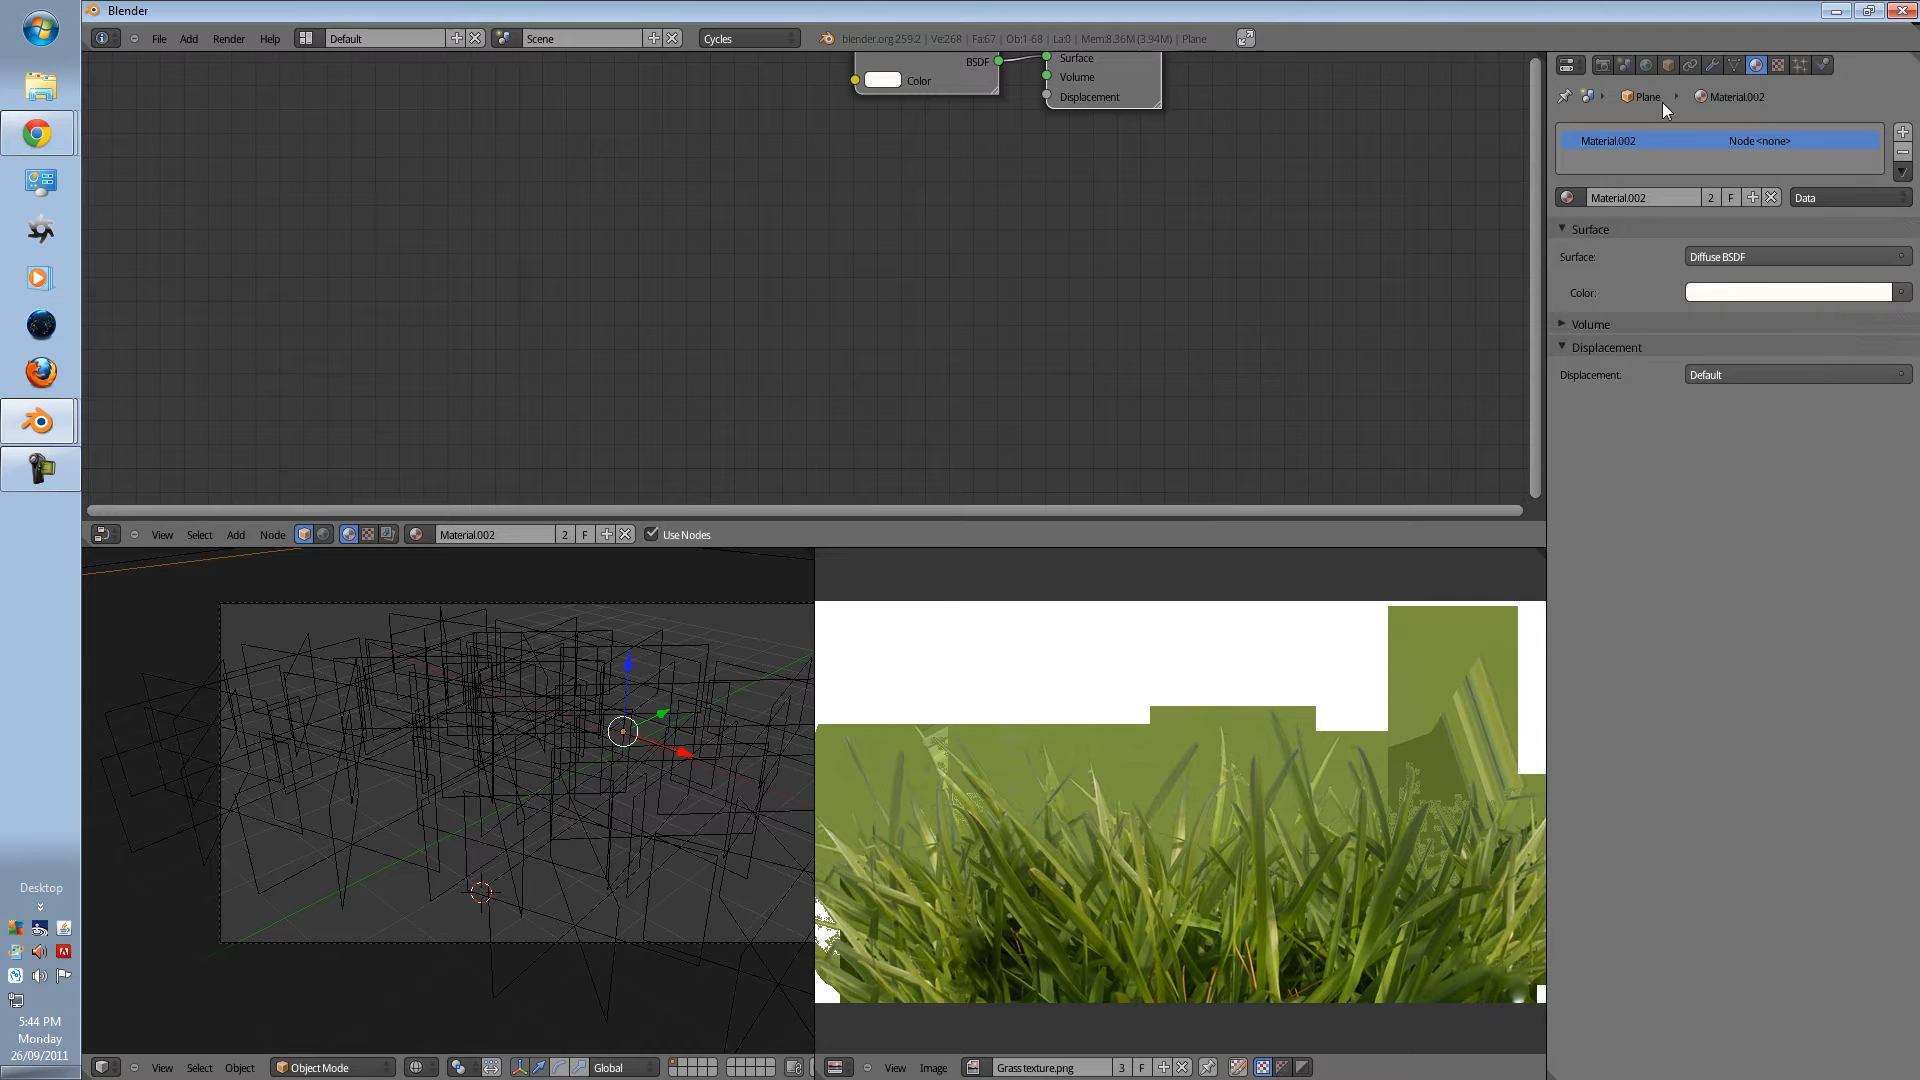 Blender
File Add Render Help Default Scene Cycles blender.org 259.2 | Ve:268 | Fa:67 | Ob:1-68 | La:0 | Mem:8.36M (3.94M) | Plane
BSDF
Color
Surface
Volume
Displacement
Plane Material.002
Material.002 Node <none>
Material.002 2 F Data
Surface
Surface: Diffuse BSDF
Color:
Volume
Displacement
Displacement: Default
View Select Add Node Material.002 2 F Use Nodes
View Select Object Object Mode Global
View Image Grass texture.png 3 F
Desktop
5:44 PM
Monday
26/09/2011